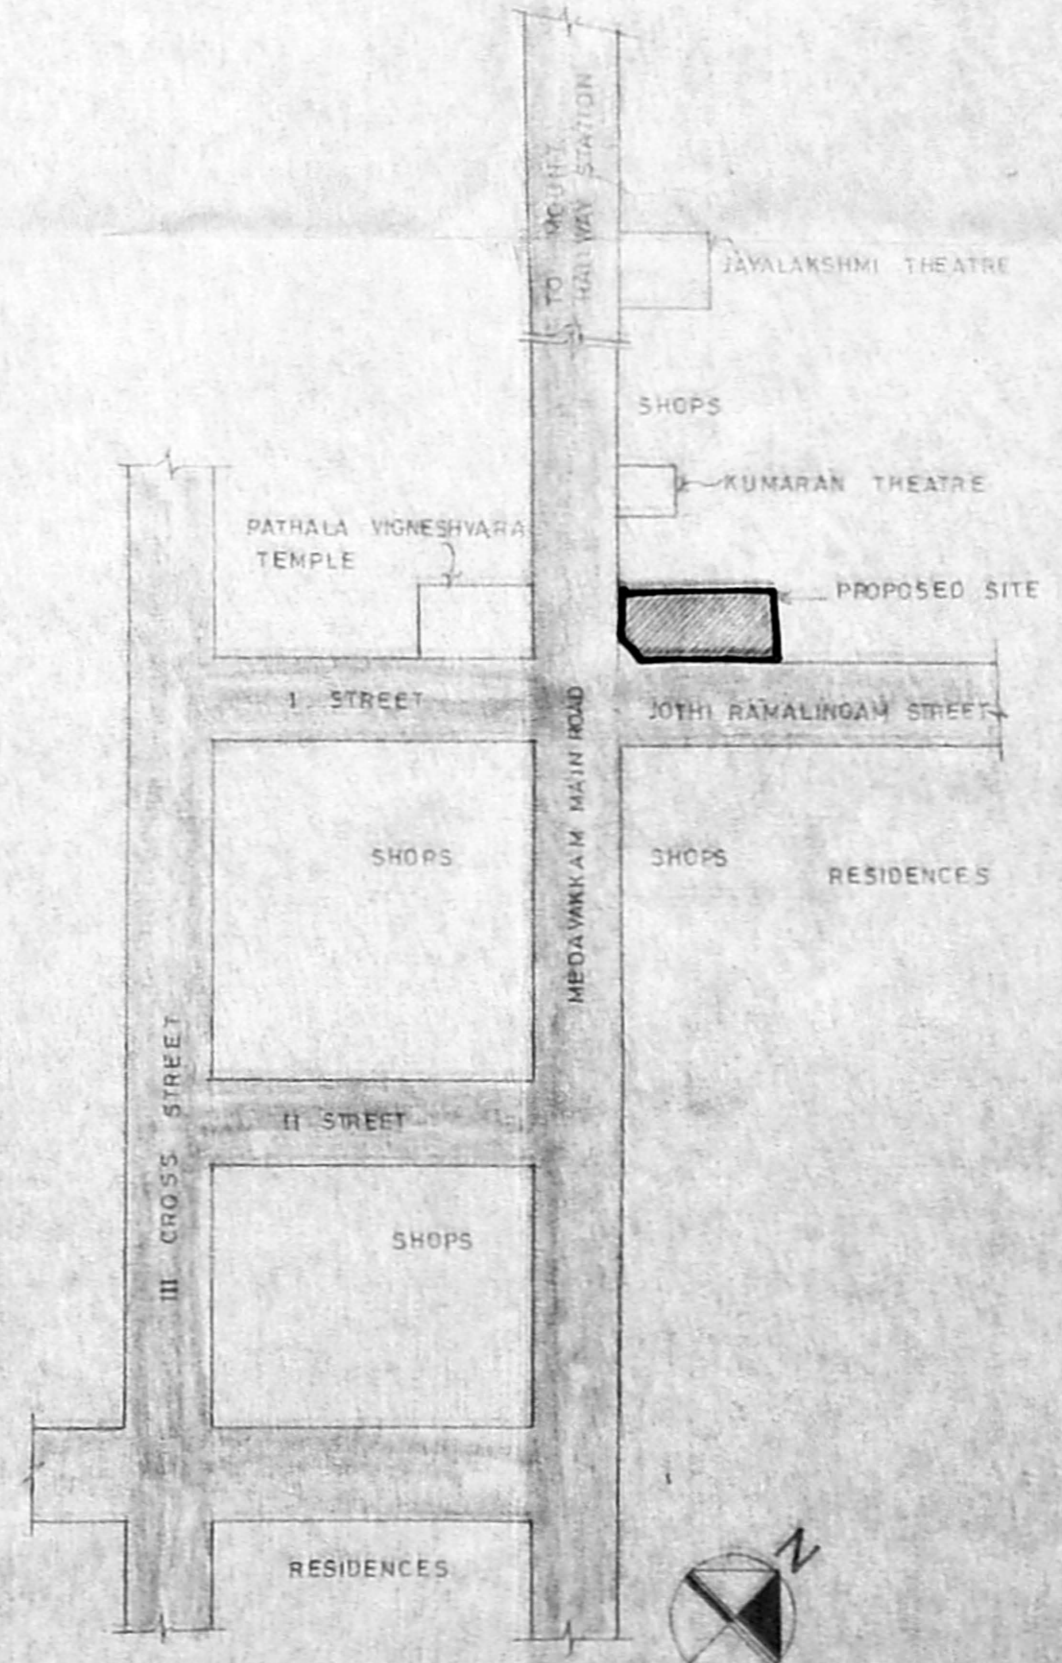 TO MOUNT
RAILWAY STATION
JAYALAKSHMI THEATRE
SHOPS
KUMARAN THEATRE
PATHALA VIGNESHVARA
TEMPLE
PROPOSED SITE
I STREET
JOTHI RAMALINGAM STREET
MEDAVAKKAM MAIN ROAD
SHOPS
SHOPS
RESIDENCES
III CROSS STREET
II STREET
SHOPS
RESIDENCES
N